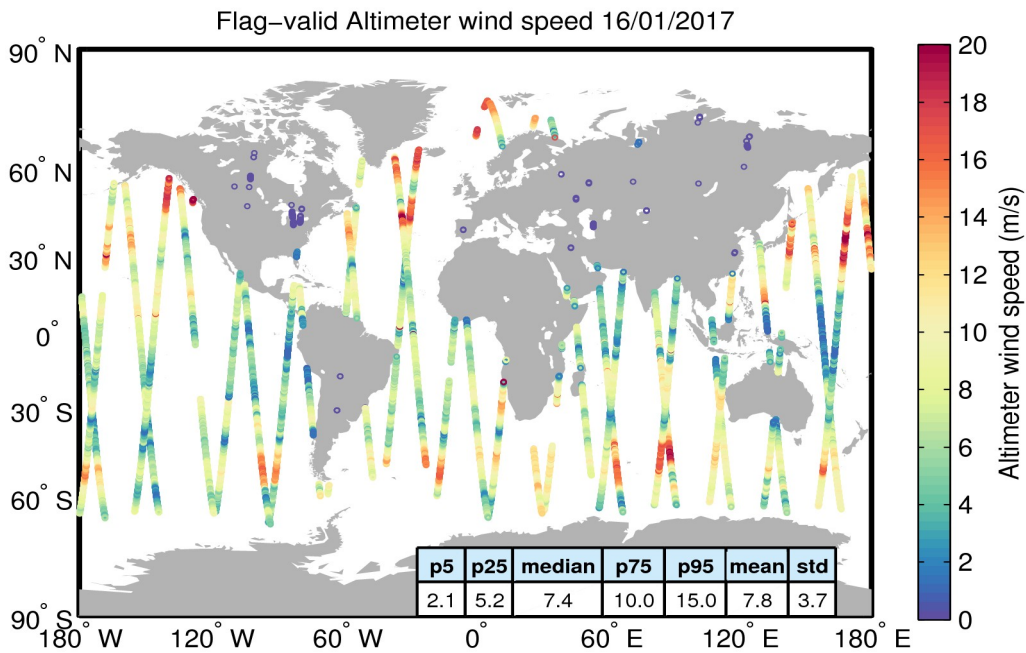 Flag−valid Altimeter wind speed 16/01/2017
90° N
60° N
30° N
0°
30° S
60° S
90° S
180° W
120° W
60° W
0°
60° E
120° E
180° E
p5 p25 median p75 p95 mean std
2.1 5.2 7.4 10.0 15.0 7.8 3.7
20
18
16
14
12
10
8
6
4
2
0
Altimeter wind speed (m/s)